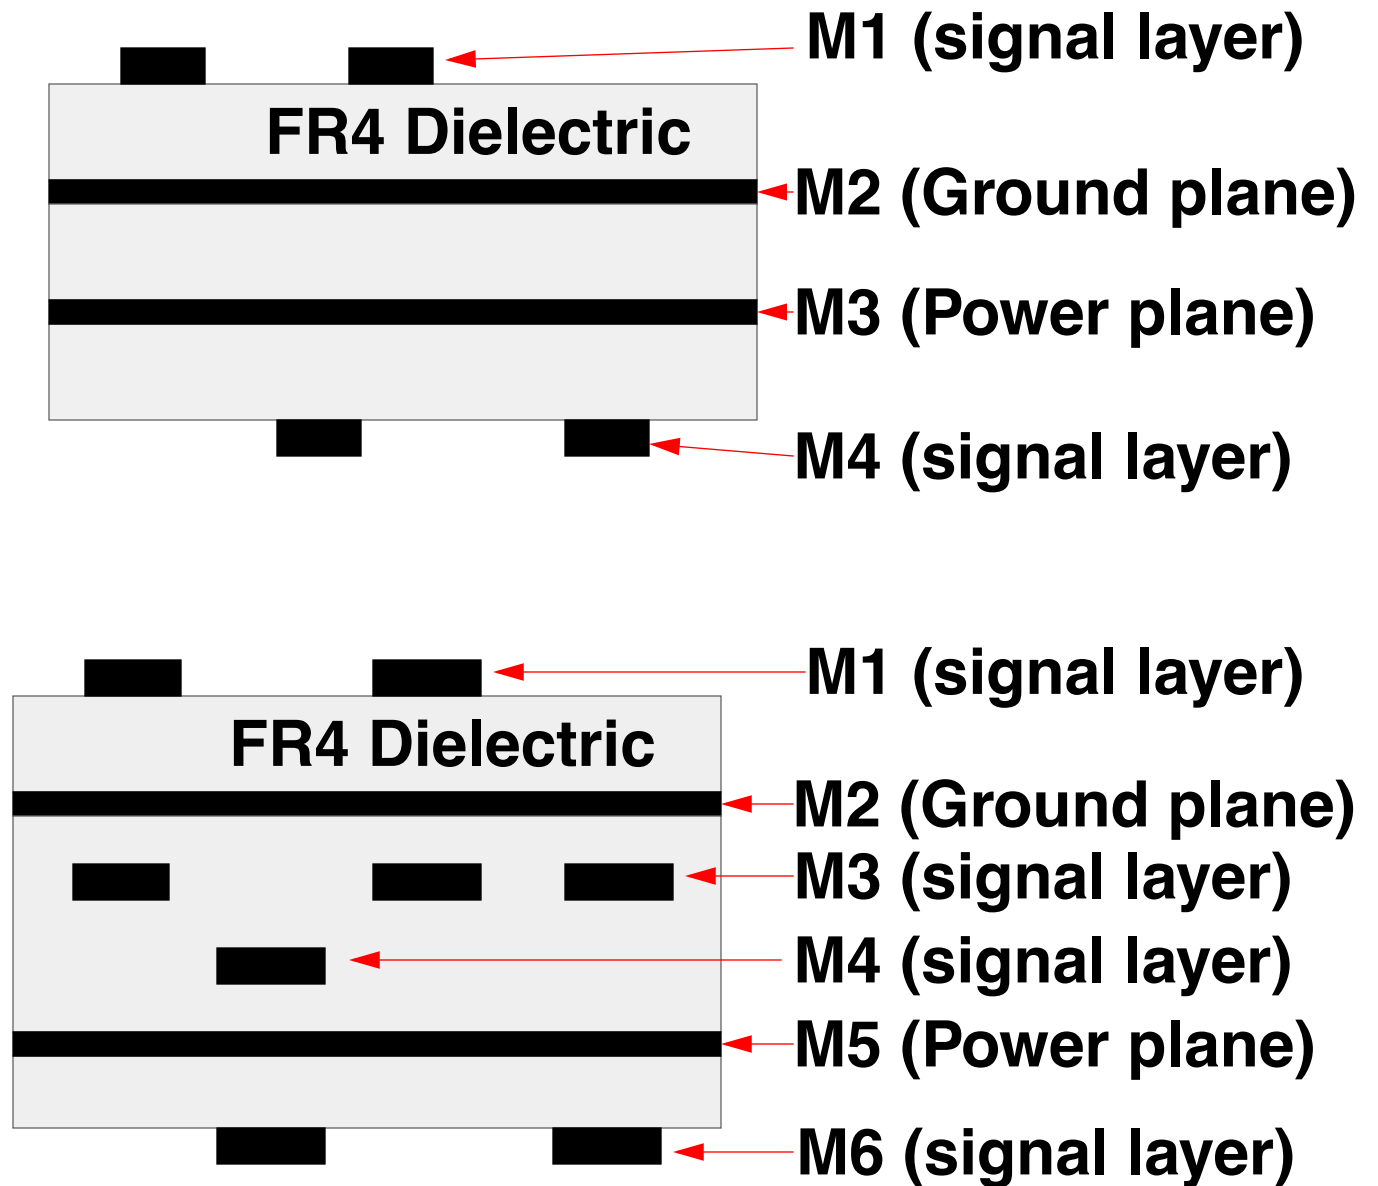 M1 (signal layer)
FR4 Dielectric
M2 (Ground plane)
M3 (Power plane)
M4 (signal layer)
M1 (signal layer)
FR4 Dielectric
M2 (Ground plane)
M3 (signal layer)
M4 (signal layer)
M5 (Power plane)
M6 (signal layer)